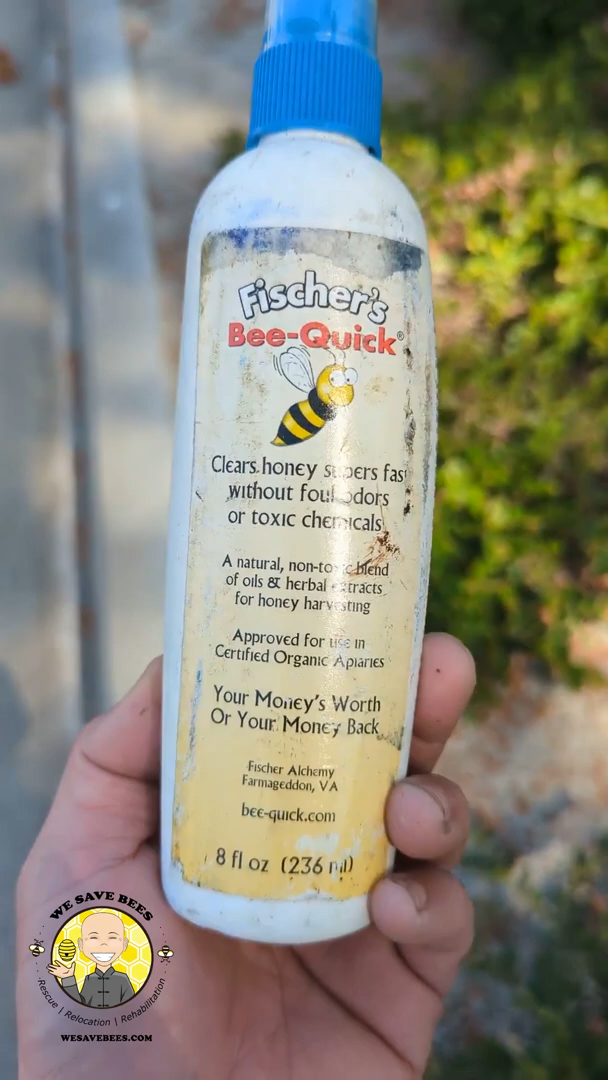 Fischer's
Bee-Quick®
Clears honey supers fast
without foul odors
or toxic chemicals
A natural, non-toxic blend
of oils & herbal extracts
for honey harvesting
Approved for use in
Certified Organic Apiaries
Your Money's Worth
Or Your Money Back
Fischer Alchemy
Farmageddon, VA
bee-quick.com
8 fl oz (236 ml)
WE SAVE BEES
Rescue | Relocation | Rehabilitation
WESAVEBEES.COM